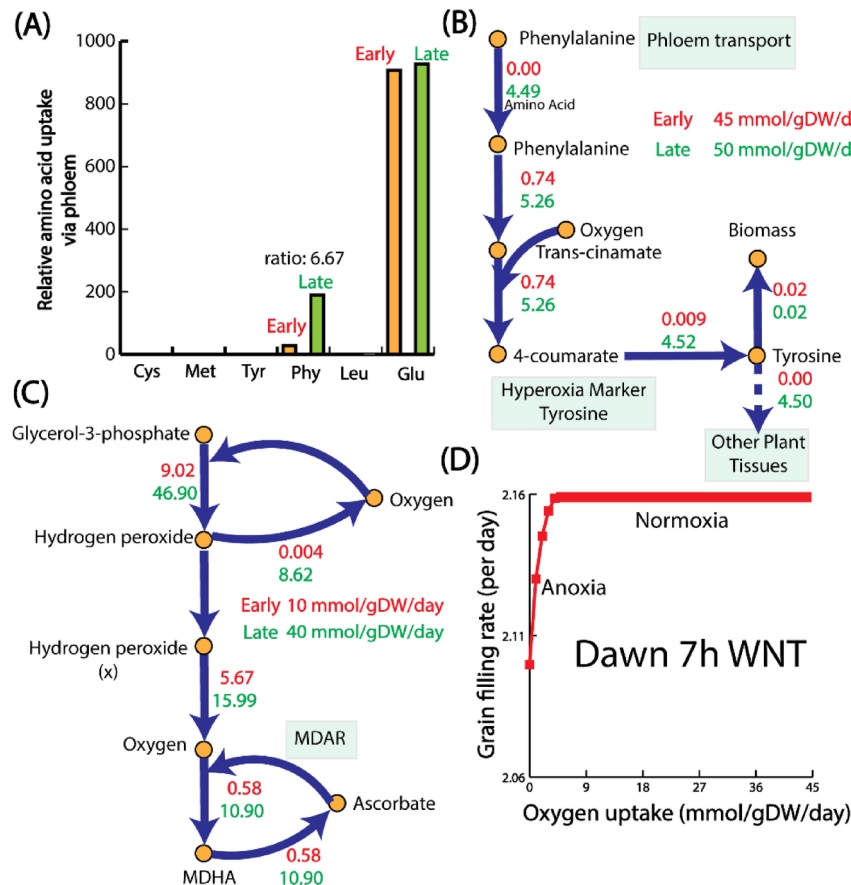 (A)
1000
800
600
400
200
0
Relative amino acid uptake
via phloem
Early
Late
ratio: 6.67
Late
Early
Cys
Met
Tyr
Phy
Leu
Glu
(B)
Phenylalanine
Phloem transport
0.00
4.49
Amino Acid
Early 45 mmol/gDW/d
Late 50 mmol/gDW/d
Phenylalanine
0.74
5.26
Oxygen
Trans-cinamate
Biomass
0.74
5.26
0.02
0.02
0.009
4.52
4-coumarate
Tyrosine
0.00
4.50
Hyperoxia Marker
Tyrosine
Other Plant
Tissues
(C)
Glycerol-3-phosphate
9.02
46.90
Oxygen
Hydrogen peroxide
0.004
8.62
Early 10 mmol/gDW/day
Late 40 mmol/gDW/day
Hydrogen peroxide
(x)
5.67
15.99
Oxygen
MDAR
0.58
10.90
Ascorbate
0.58
10.90
MDHA
(D)
2.16
2.11
2.06
Grain filling rate (per day)
Normoxia
Anoxia
Dawn 7h WNT
0
9
18
27
36
45
Oxygen uptake (mmol/gDW/day)